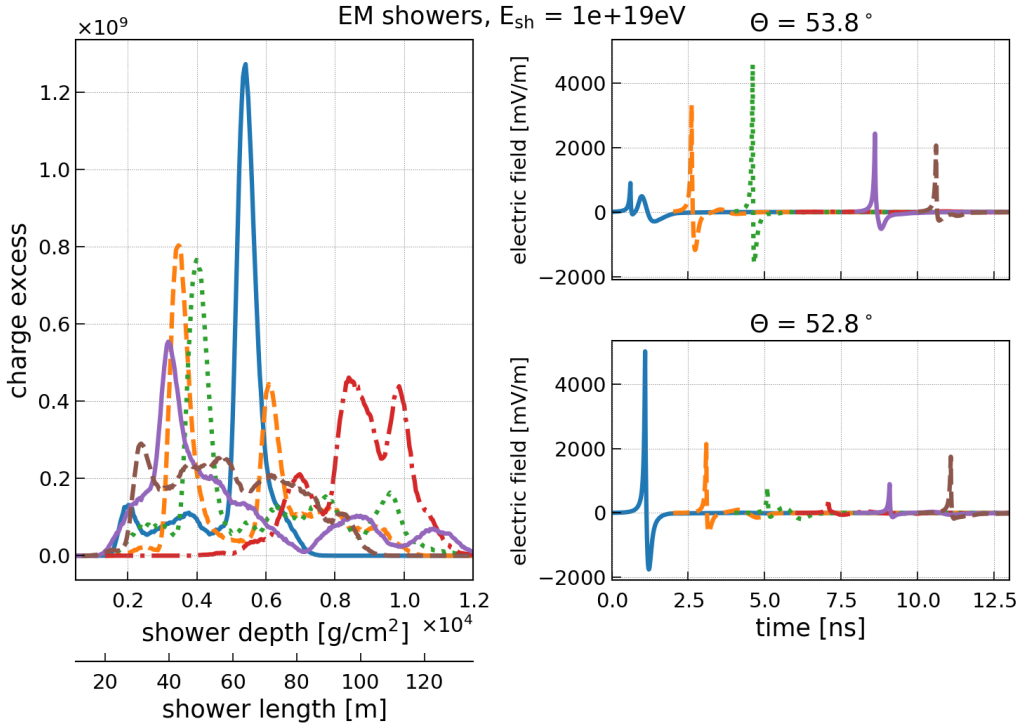 EM showers, E_sh = 1e+19eV
×10^9
charge excess
1.2
1.0
0.8
0.6
0.4
0.2
0.0
0.2 0.4 0.6 0.8 1.0 1.2
shower depth [g/cm^2] ×10^4
20 40 60 80 100 120
shower length [m]
Θ = 53.8°
electric field [mV/m]
4000
2000
0
−2000
Θ = 52.8°
electric field [mV/m]
4000
2000
0
−2000
0.0 2.5 5.0 7.5 10.0 12.5
time [ns]